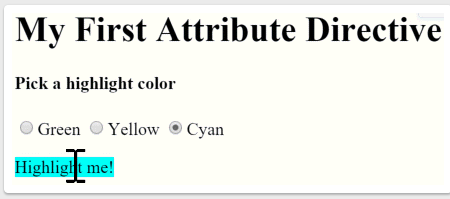 My First Attribute Directive
Pick a highlight color
Green Yellow Cyan
Highlight me!